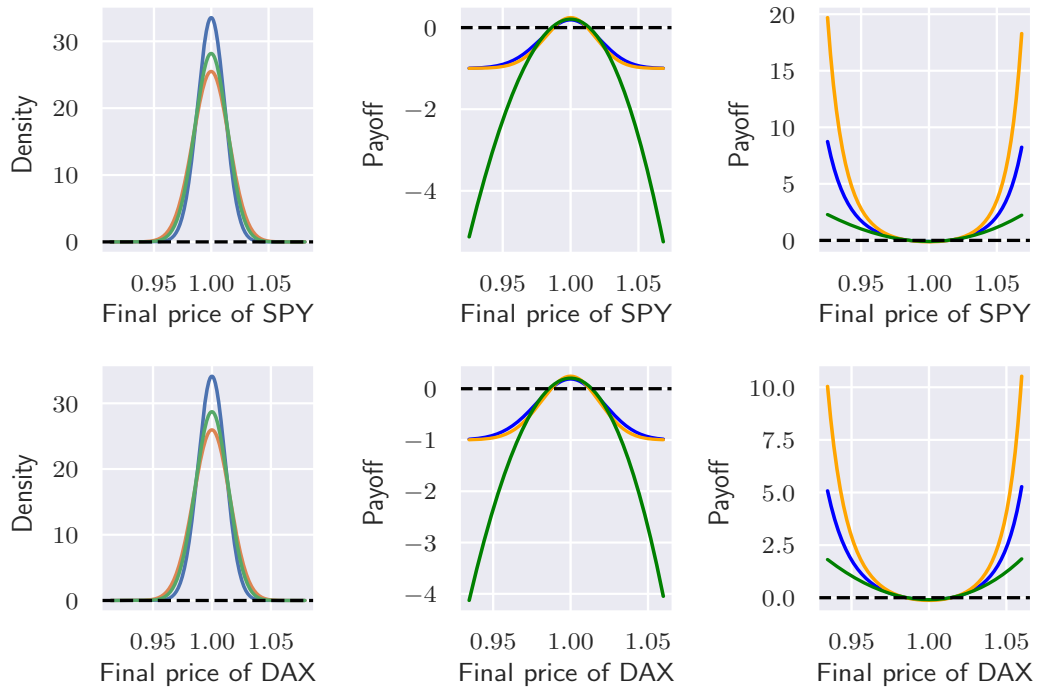 Density
30
20
10
0
0.95 1.00 1.05
Final price of SPY
Payoff
0
−2
−4
0.95 1.00 1.05
Final price of SPY
Payoff
20
15
10
5
0
0.95 1.00 1.05
Final price of SPY
Density
30
20
10
0
0.95 1.00 1.05
Final price of DAX
Payoff
0
−1
−2
−3
−4
0.95 1.00 1.05
Final price of DAX
Payoff
10.0
7.5
5.0
2.5
0.0
0.95 1.00 1.05
Final price of DAX